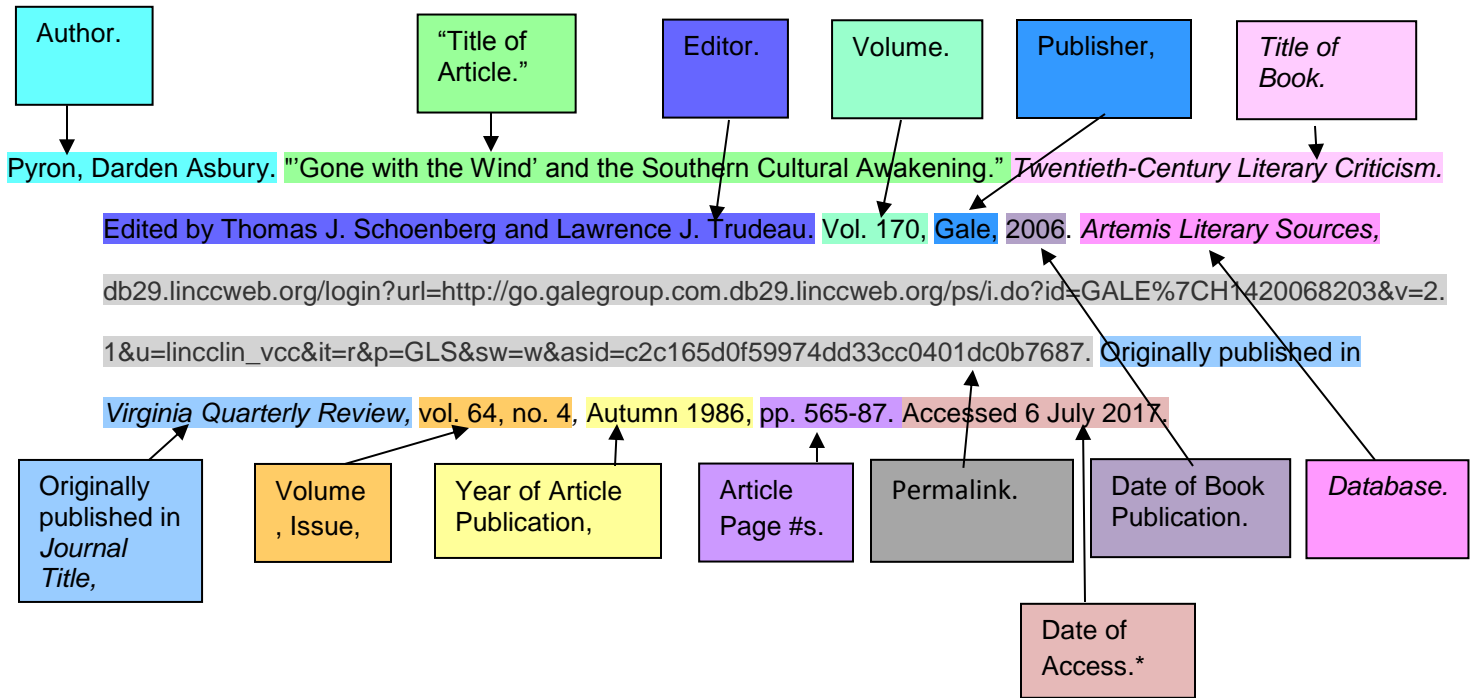 Author.
“Title of
Article.”
Editor.
Volume.
Publisher,
Title of
Book.
Pyron, Darden Asbury. "’Gone with the Wind’ and the Southern Cultural Awakening.” Twentieth-Century Literary Criticism.
Edited by Thomas J. Schoenberg and Lawrence J. Trudeau. Vol. 170, Gale, 2006. Artemis Literary Sources,
db29.linccweb.org/login?url=http://go.galegroup.com.db29.linccweb.org/ps/i.do?id=GALE%7CH1420068203&v=2.
1&u=lincclin_vcc&it=r&p=GLS&sw=w&asid=c2c165d0f59974dd33cc0401dc0b7687. Originally published in
Virginia Quarterly Review, vol. 64, no. 4, Autumn 1986, pp. 565-87. Accessed 6 July 2017.
Originally
published in
Journal
Title,
Volume
, Issue,
Year of Article
Publication,
Article
Page #s.
Permalink.
Date of Book
Publication.
Database.
Date of
Access.*